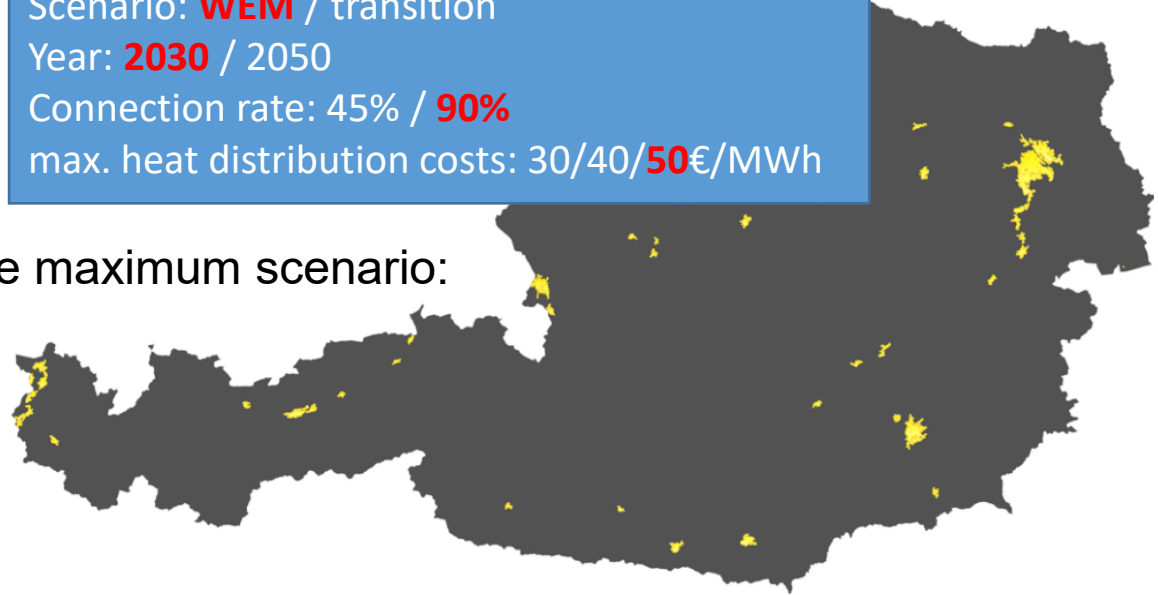 Scenario: WEM / transition
Year: 2030 / 2050
Connection rate: 45% / 90%
max. heat distribution costs: 30/40/50€/MWh
e maximum scenario: